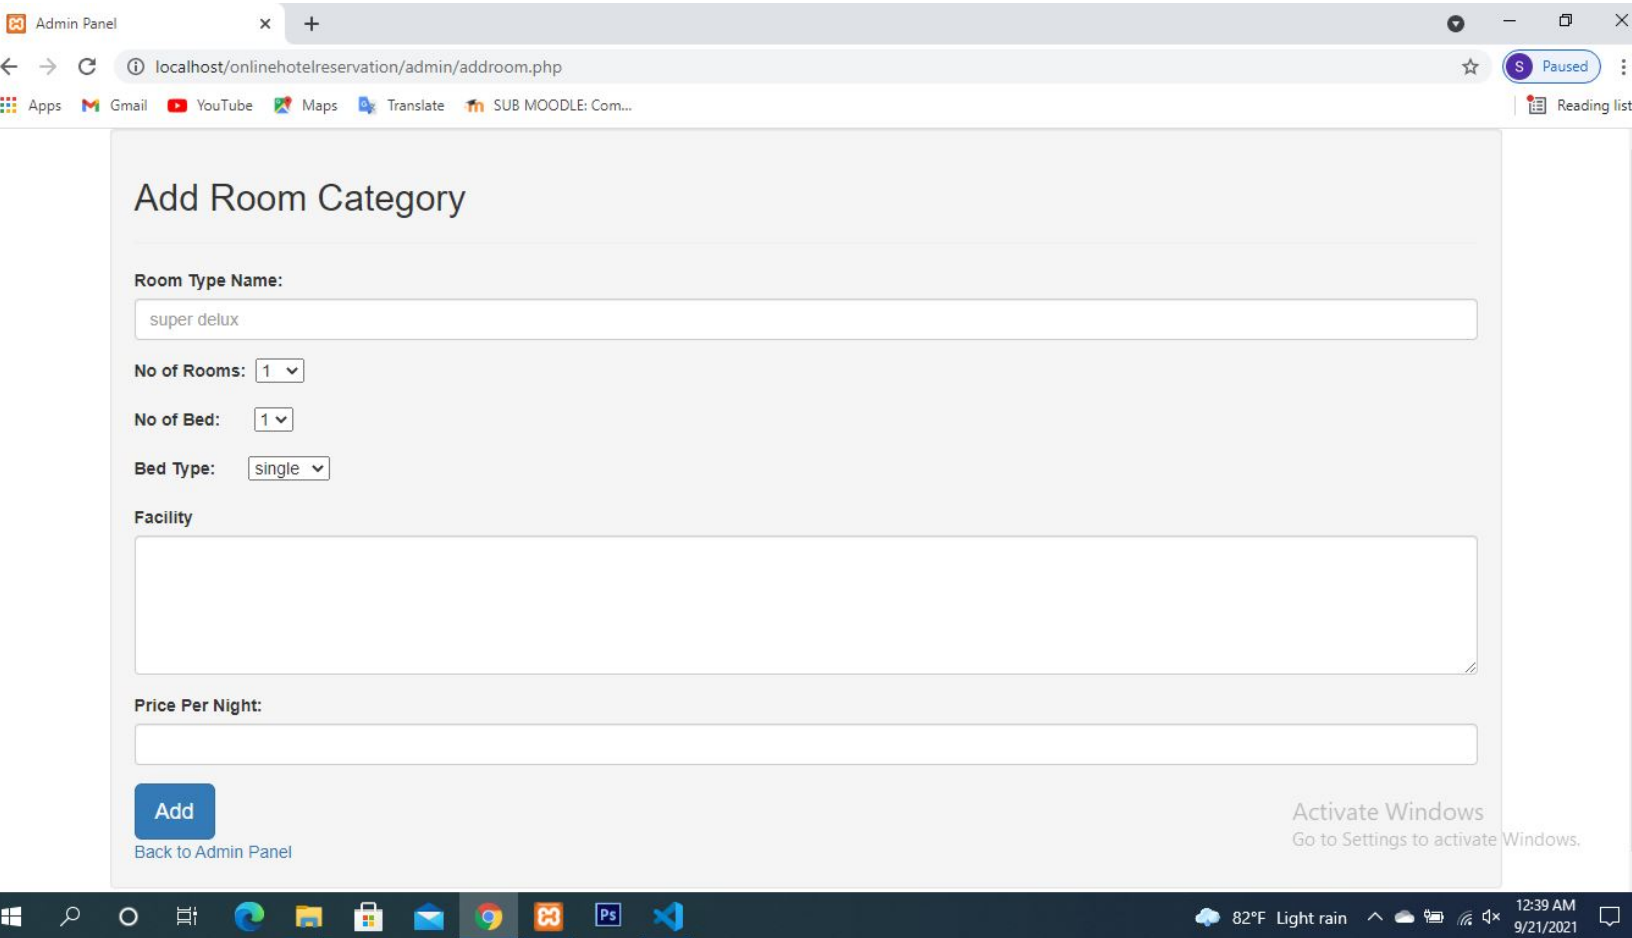 Admin Panel
localhost/onlinehotelreservation/admin/addroom.php
S Paused
Apps Gmail YouTube Maps Translate SUB MOODLE: Com... Reading list
Add Room Category
Room Type Name:
super delux
No of Rooms: 1
No of Bed: 1
Bed Type: single
Facility
Price Per Night:
Add
Back to Admin Panel
Activate Windows
Go to Settings to activate Windows.
Ps
82°F Light rain
12:39 AM
9/21/2021